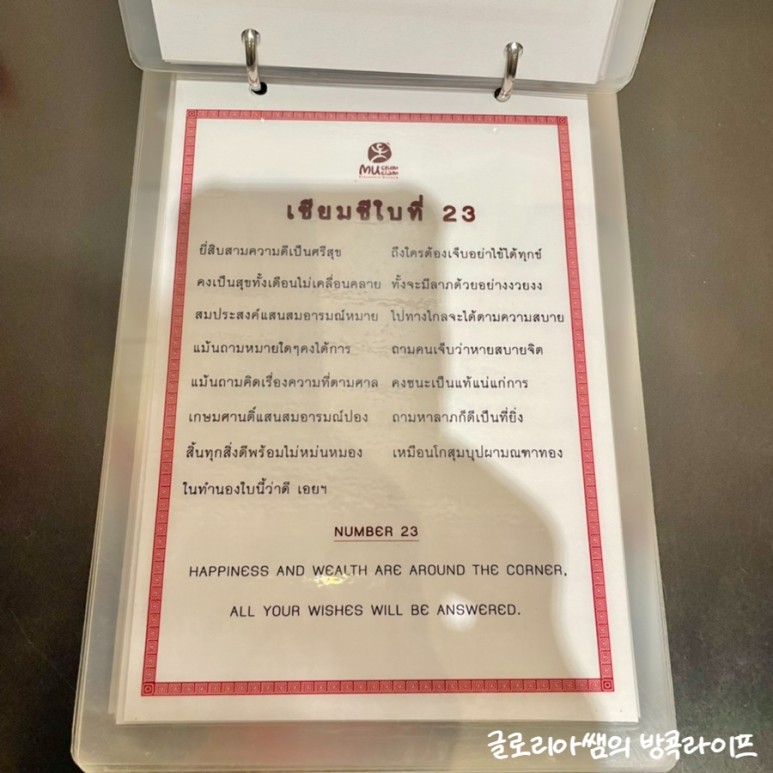 MU
เซียมซีใบที่ 23
ยี่สิบสามความดีเป็นศรีสุข ถึงใครต้องเจ็บอย่าใช้ได้ทุกข์
คงเป็นสุขทั้งเดือนไม่เคลื่อนคลาย ทั้งจะมีลาภด้วยอย่างงวยงง
สมประสงค์แสนสมอารมณ์หมาย ไปทางไกลจะได้ตามความสบาย
แม้นถามหมายใดๆคงได้การ ถามคนเจ็บว่าหายสบายจิต
แม้นถามคิดเรื่องความที่ตามศาล คงชนะเป็นแท้แน่แก่การ
เกษมศานติ์แสนสมอารมณ์ปอง ถามหาลาภก็ดีเป็นที่ยิ่ง
สิ้นทุกสิ่งดีพร้อมไม่หม่นหมอง เหมือนโกสุมบุปผามณฑาทอง
ในทำนองใบนี้ว่าดี เอยฯ
NUMBER 23
HAPPINESS AND WEALTH ARE AROUND THE CORNER,
ALL YOUR WISHES WILL BE ANSWERED.
글로리아쌤의 방콕라이프